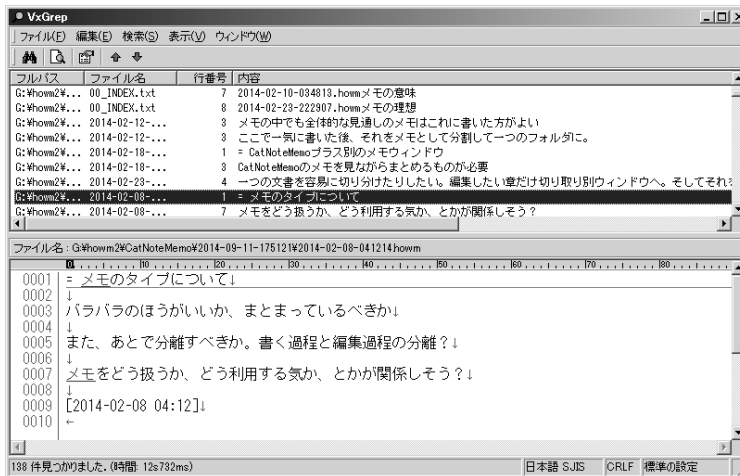 VxGrep
ファイル(F) 編集(E) 検索(S) 表示(V) ウィンドウ(W)
フルパス ファイル名 行番号 内容
G:¥howm2¥... 00_INDEX.txt 7 2014-02-10-034813.howmメモの意味
G:¥howm2¥... 00_INDEX.txt 8 2014-02-23-222907.howmメモの理想
G:¥howm2¥... 2014-02-12-... 3 メモの中でも全体的な見通しのメモはこれに書いた方がよい
G:¥howm2¥... 2014-02-12-... 3 ここで一気に書いた後、それをメモとして分割して一つのフォルダに。
G:¥howm2¥... 2014-02-18-... 1 = CatNoteMemoプラス別のメモウィンドウ
G:¥howm2¥... 2014-02-18-... 3 CatNoteMemoのメモを見ながらまとめるものが必要
G:¥howm2¥... 2014-02-23-... 4 一つの文書を容易に切り分けたりしたい。編集したい章だけ切り取り別ウィンドウへ。そしてそれを
G:¥howm2¥... 2014-02-08-... 1 = メモのタイプについて
G:¥howm2¥... 2014-02-08-... 7 メモをどう扱うか、どう利用する気か、とかが関係しそう？
ファイル名 : G:¥howm2¥CatNoteMemo¥2014-09-11-175121¥2014-02-08-041214.howm
0 10 20 30 40 50 60 70 80
0001 = メモのタイプについて↓
0002 ↓
0003 バラバラのほうがいいか、まとまっているべきか↓
0004 ↓
0005 また、あとで分離すべきか。書く過程と編集過程の分離？↓
0006 ↓
0007 メモをどう扱うか、どう利用する気か、とかが関係しそう？↓
0008 ↓
0009 [2014-02-08 04:12]↓
0010 ←
138 件見つかりました. (時間: 12s732ms) 日本語 SJIS CRLF 標準の設定